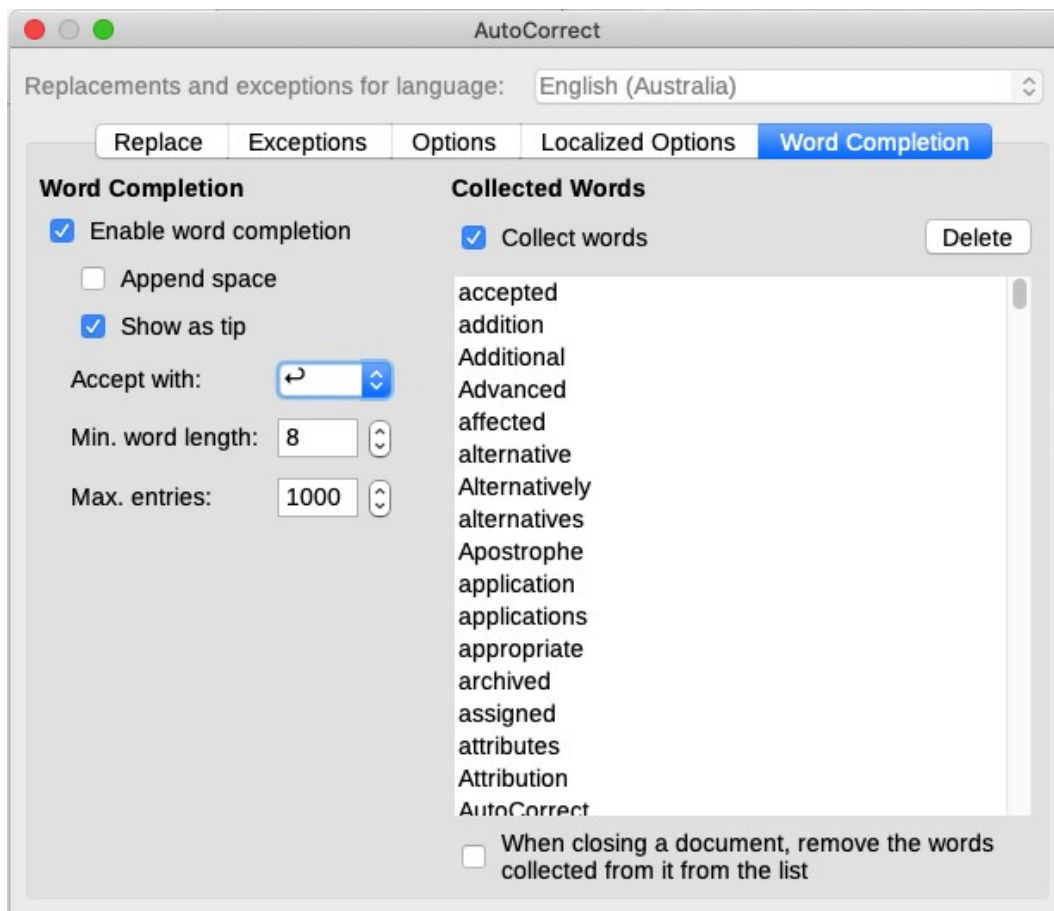 AutoCorrect
Replacements and exceptions for language: English (Australia)
Replace Exceptions Options Localized Options Word Completion
Word Completion
Enable word completion
Append space
Show as tip
Accept with: ↩
Min. word length: 8
Max. entries: 1000
Collected Words
Collect words Delete
accepted
addition
Additional
Advanced
affected
alternative
Alternatively
alternatives
Apostrophe
application
applications
appropriate
archived
assigned
attributes
Attribution
AutoCorrect
When closing a document, remove the words
collected from it from the list